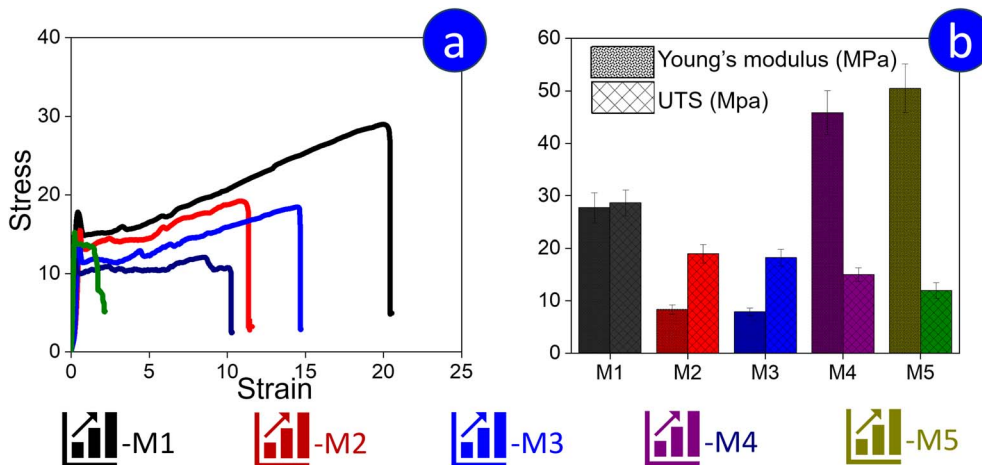 a
b
40
30
20
10
0
Stress
0 5 10 15 20 25
Strain
60
50
40
30
20
10
0
Young's modulus (MPa)
UTS (Mpa)
M1 M2 M3 M4 M5
-M1 -M2 -M3 -M4 -M5